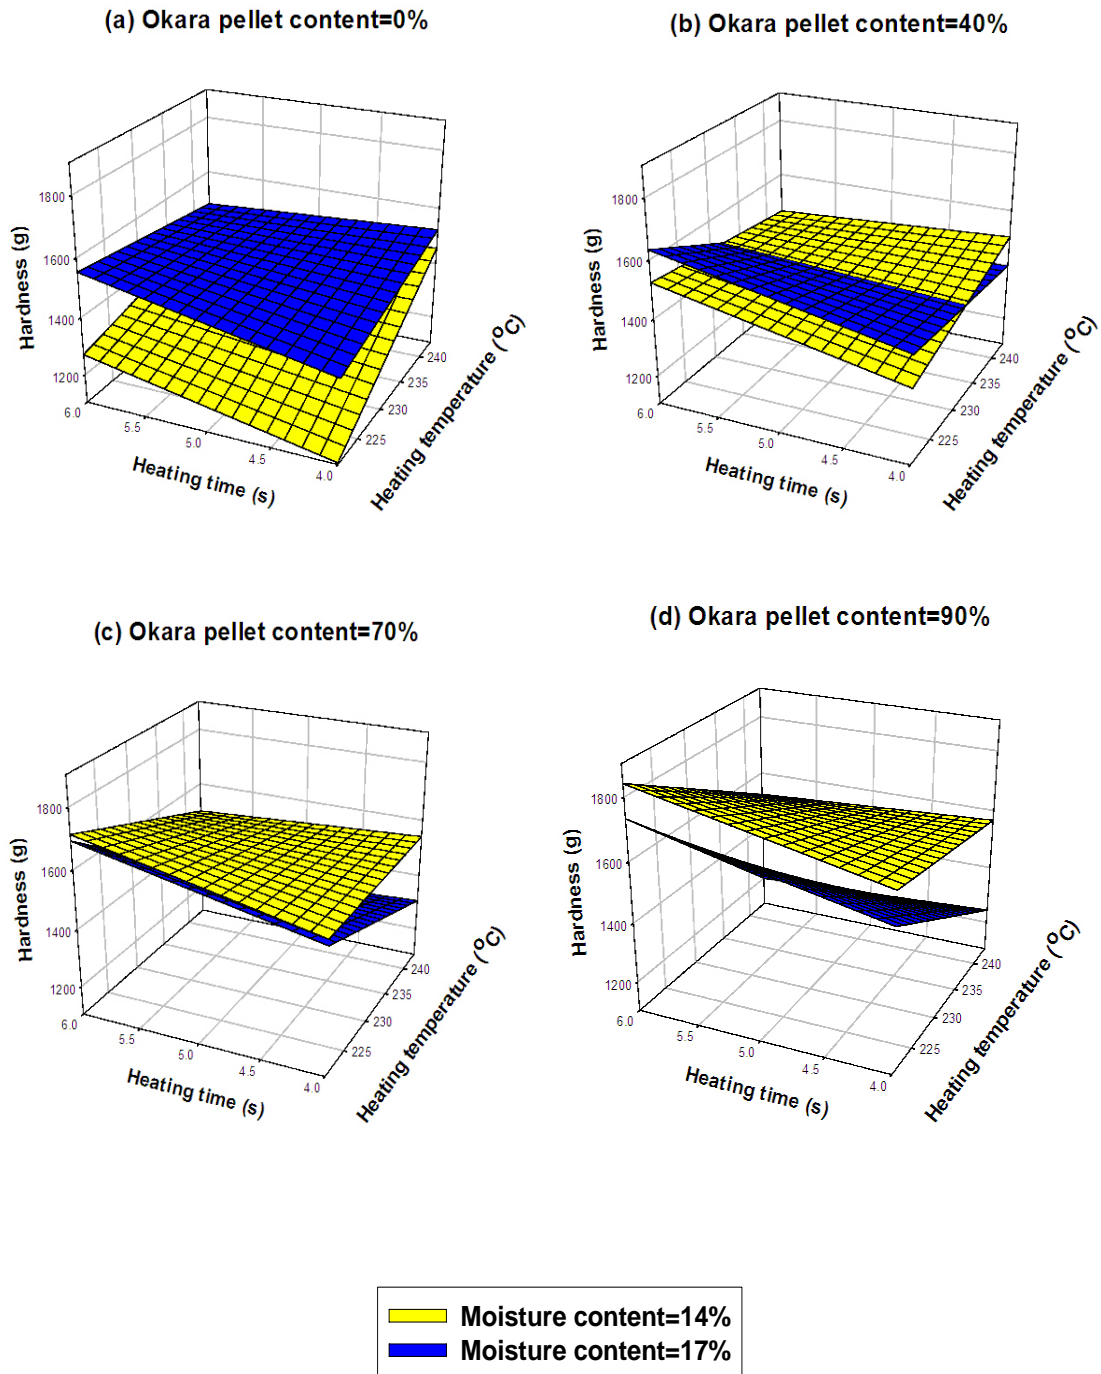 (a) Okara pellet content=0%
(b) Okara pellet content=40%
1800
1600
1400
1200
Hardness (g)
6.0
5.5
5.0
4.5
4.0
Heating time (s)
225
230
235
240
Heating temperature (°C)
1800
1600
1400
1200
Hardness (g)
6.0
5.5
5.0
4.5
4.0
Heating time (s)
225
230
235
240
Heating temperature (°C)
(c) Okara pellet content=70%
(d) Okara pellet content=90%
1800
1600
1400
1200
Hardness (g)
6.0
5.5
5.0
4.5
4.0
Heating time (s)
225
230
235
240
Heating temperature (°C)
1800
1600
1400
1200
Hardness (g)
6.0
5.5
5.0
4.5
4.0
Heating time (s)
225
230
235
240
Heating temperature (°C)
Moisture content=14%
Moisture content=17%